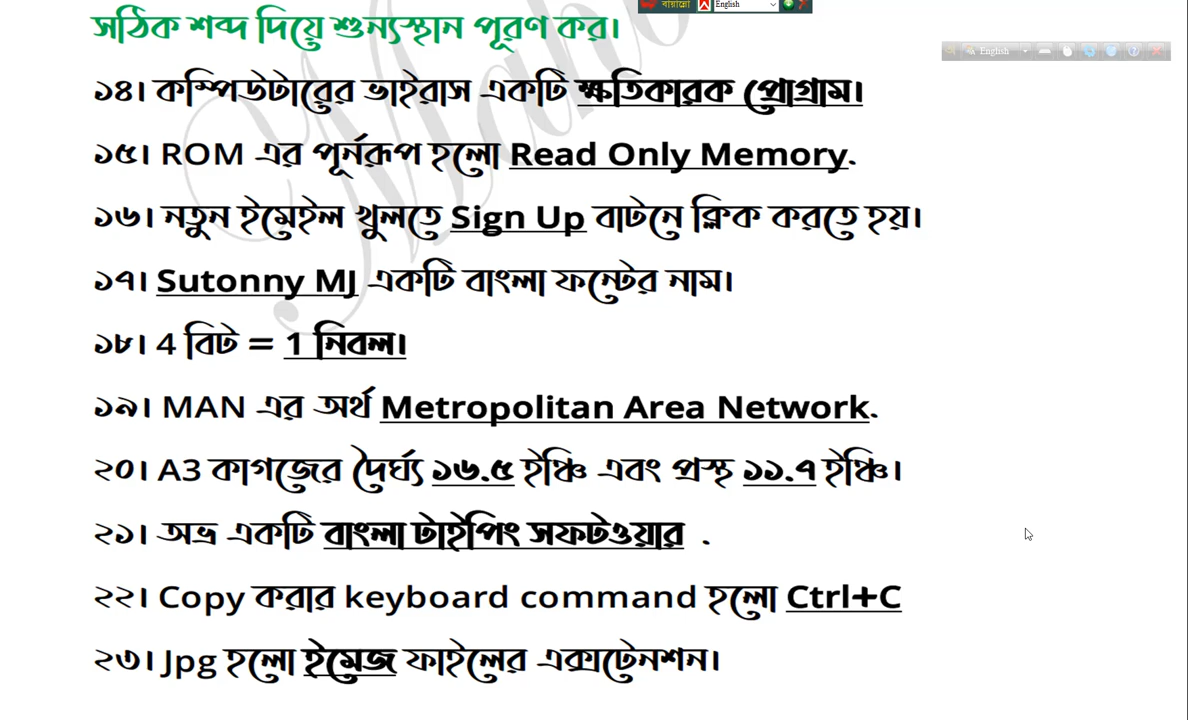 বায়ান্নো English
সঠিক শব্দ দিয়ে শুন্যস্থান পূরণ কর।
English
১৪। কম্পিউটারের ভাইরাস একটি ক্ষতিকারক প্রোগ্রাম।
১৫। ROM এর পূর্নরূপ হলো Read Only Memory.
১৬। নতুন ইমেইল খুলতে Sign Up বাটনে ক্লিক করতে হয়।
১৭। Sutonny MJ একটি বাংলা ফন্টের নাম।
১৮। 4 বিট = 1 নিবল।
১৯। MAN এর অর্থ Metropolitan Area Network.
২০। A3 কাগজের দৈর্ঘ্য ১৬.৫ ইঞ্চি এবং প্রস্থ ১১.৭ ইঞ্চি।
২১। অভ্র একটি বাংলা টাইপিং সফটওয়ার .
২২। Copy করার keyboard command হলো Ctrl+C
২৩। Jpg হলো ইমেজ ফাইলের এক্সটেনশন।